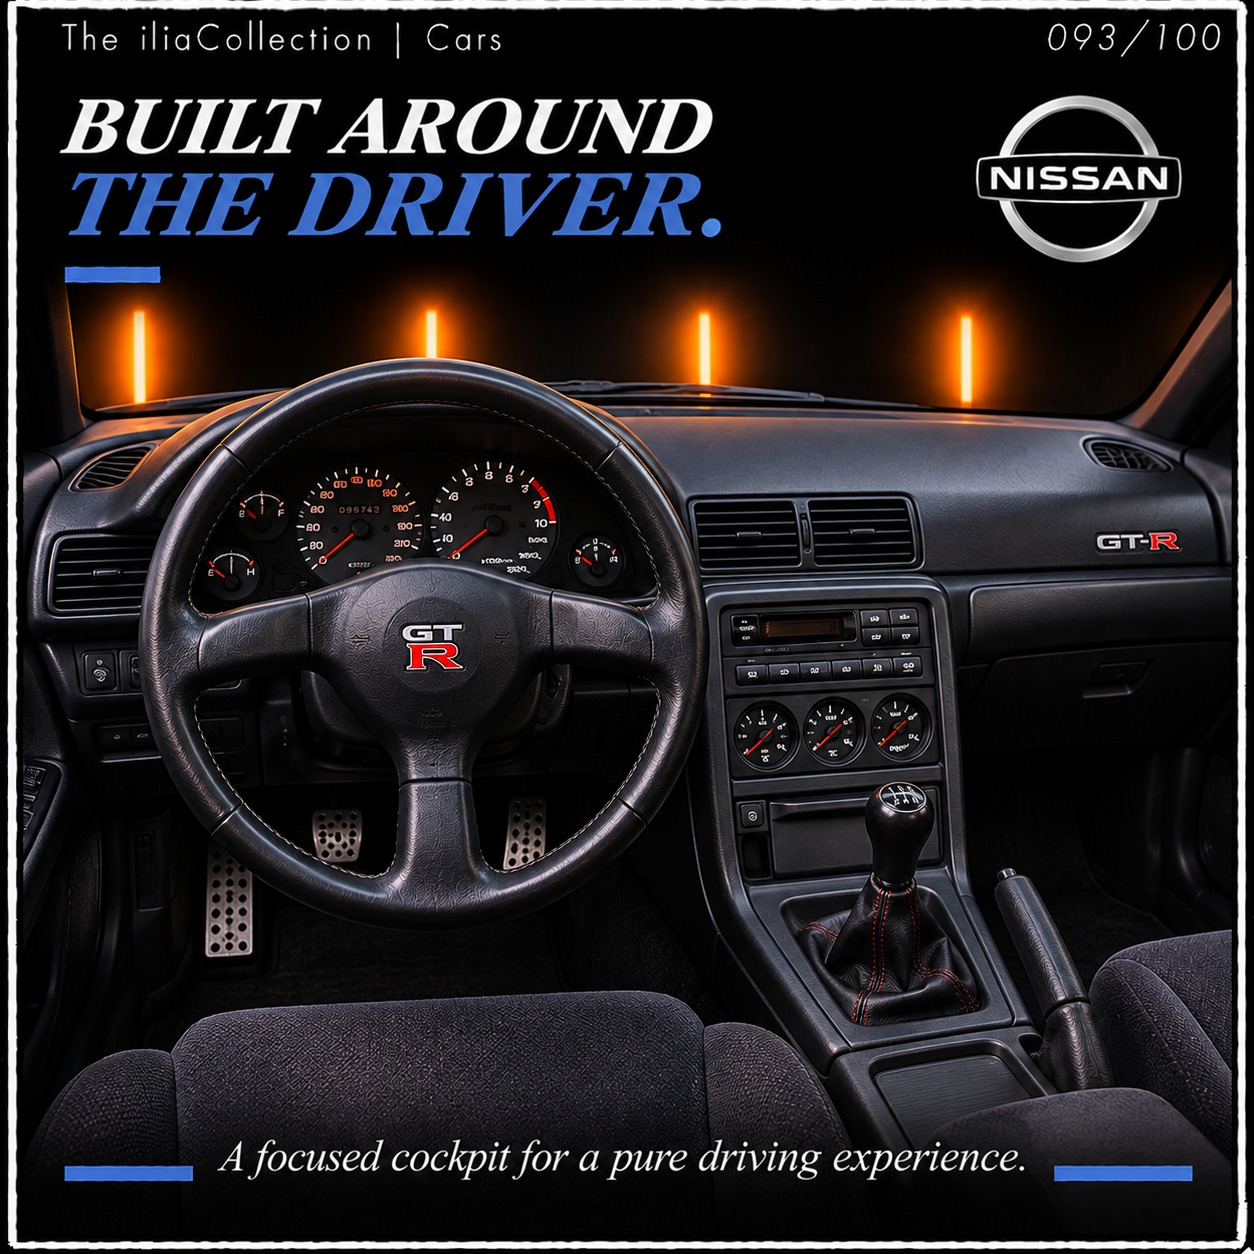 The iliaCollection | Cars
093/100
BUILT AROUND
THE DRIVER.
NISSAN
GT-R
GT
R
A focused cockpit for a pure driving experience.